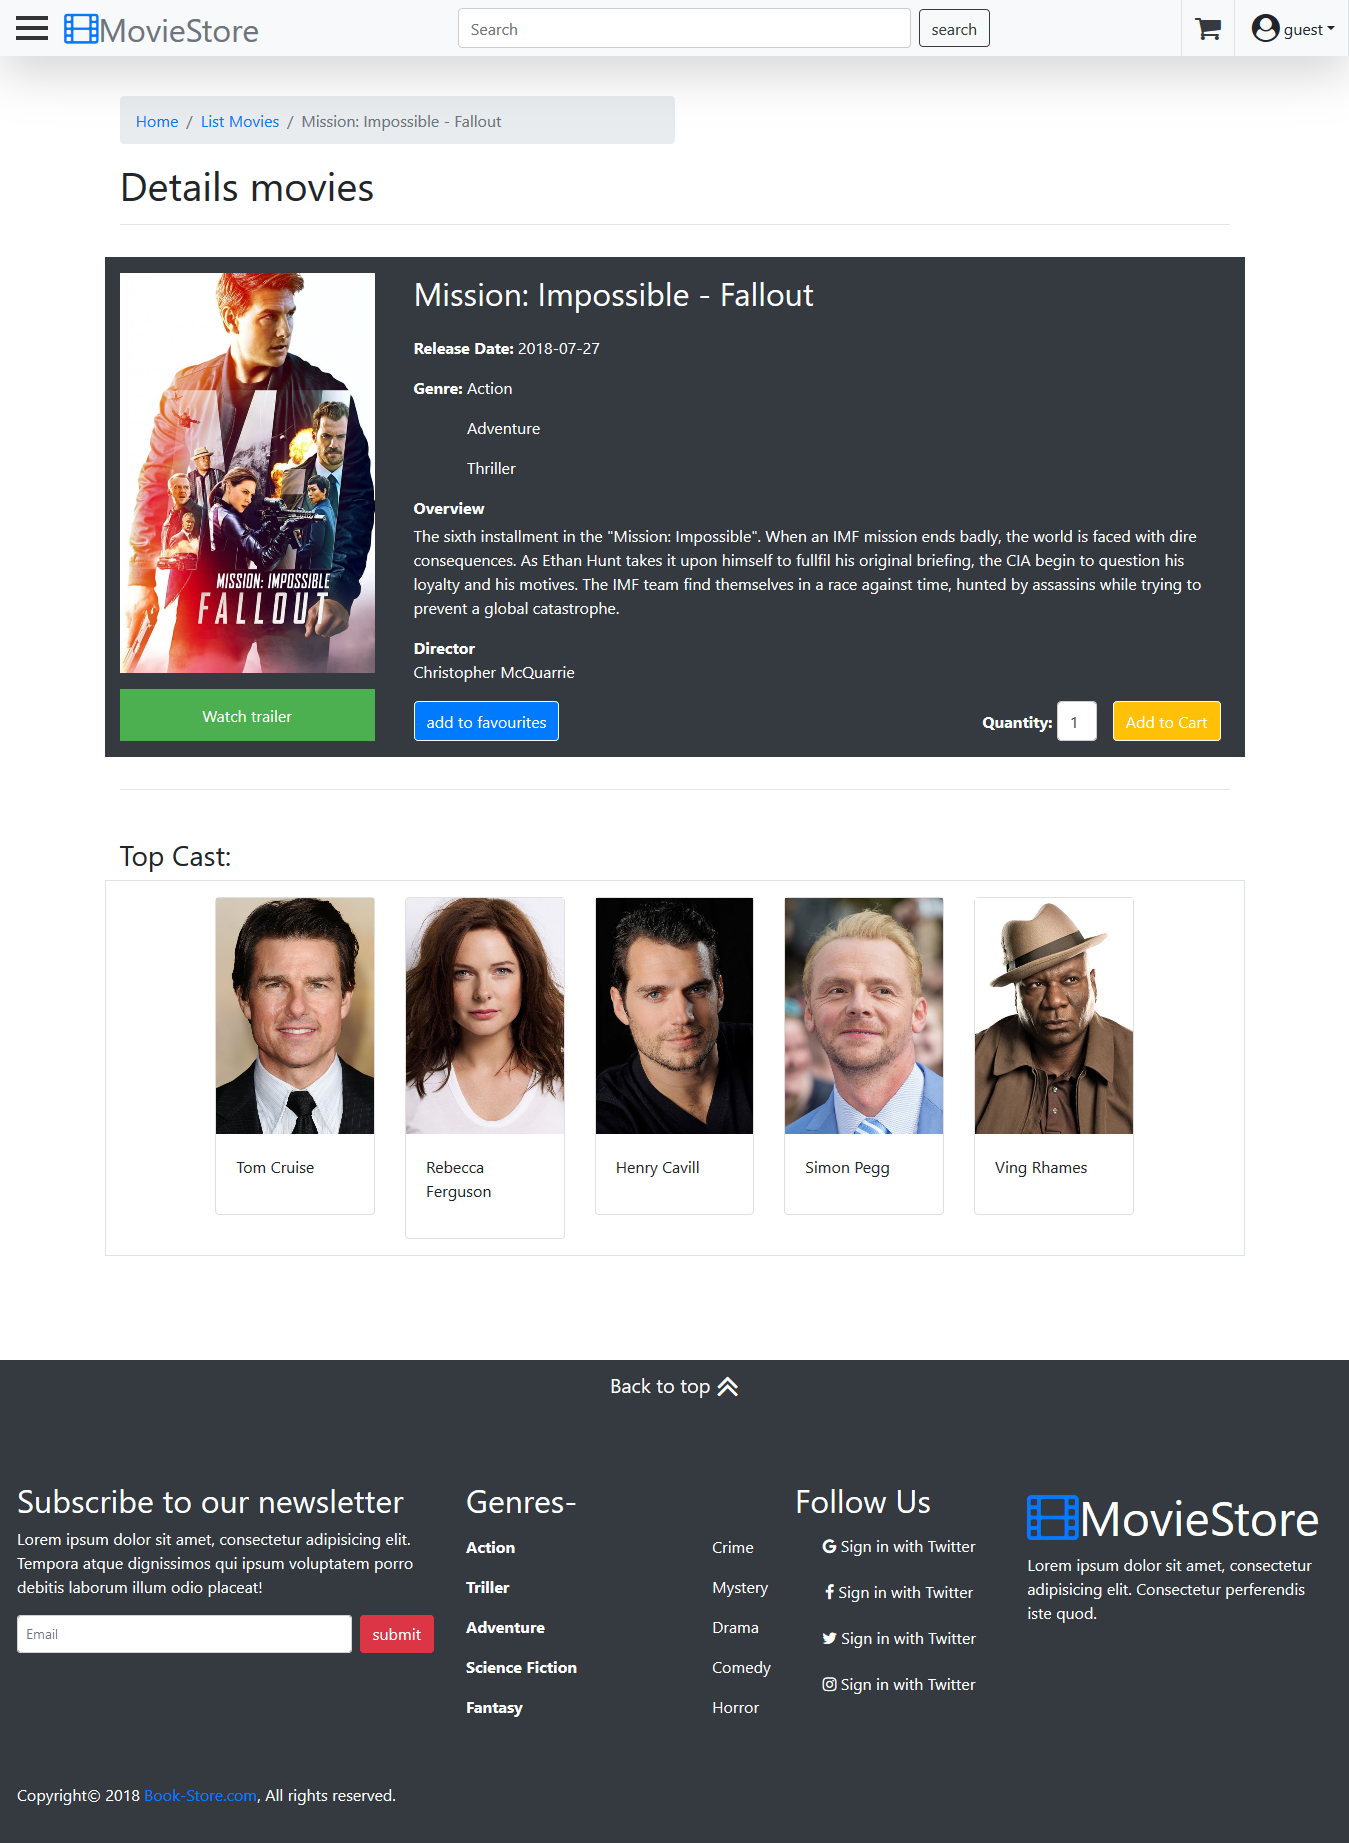 MovieStore
Search
search
guest
Home / List Movies / Mission: Impossible - Fallout
Details movies
Mission: Impossible - Fallout
Release Date: 2018-07-27
Genre: Action
Adventure
Thriller
Overview
The sixth installment in the "Mission: Impossible". When an IMF mission ends badly, the world is faced with dire
consequences. As Ethan Hunt takes it upon himself to fullfil his original briefing, the CIA begin to question his
loyalty and his motives. The IMF team find themselves in a race against time, hunted by assassins while trying to
prevent a global catastrophe.
Director
Christopher McQuarrie
MISSION: IMPOSSIBLE
FALLOUT
Watch trailer
add to favourites
Quantity: 1
Add to Cart
Top Cast:
Tom Cruise
Rebecca
Ferguson
Henry Cavill
Simon Pegg
Ving Rhames
Back to top
Subscribe to our newsletter
Lorem ipsum dolor sit amet, consectetur adipisicing elit.
Tempora atque dignissimos qui ipsum voluptatem porro
debitis laborum illum odio placeat!
Email
submit
Genres-
Action
Triller
Adventure
Science Fiction
Fantasy
Crime
Mystery
Drama
Comedy
Horror
Follow Us
Sign in with Twitter
Sign in with Twitter
Sign in with Twitter
Sign in with Twitter
MovieStore
Lorem ipsum dolor sit amet, consectetur
adipisicing elit. Consectetur perferendis
iste quod.
Copyright© 2018 Book-Store.com, All rights reserved.